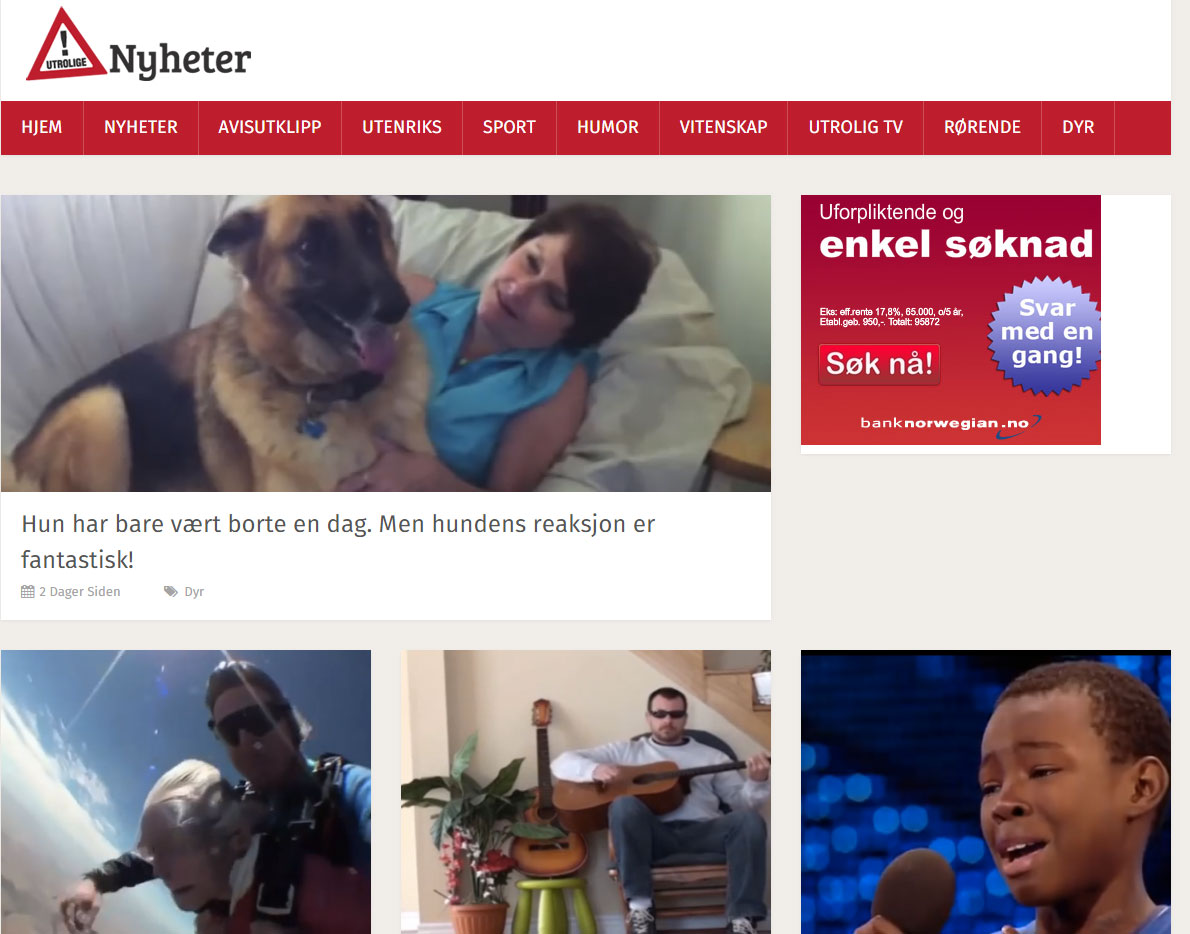 !
UTROLIGE
Nyheter
HJEM
NYHETER
AVISUTKLIPP
UTENRIKS
SPORT
HUMOR
VITENSKAP
UTROLIG TV
RØRENDE
DYR
Uforpliktende og
enkel søknad
Eks: eff.rente 17,8%, 65.000, o/5 år,
Etabl.geb. 950,-. Totalt: 95872
Svar
med en
gang!
Søk nå!
banknorwegian.no
Hun har bare vært borte en dag. Men hundens reaksjon er
fantastisk!
2 Dager Siden
Dyr